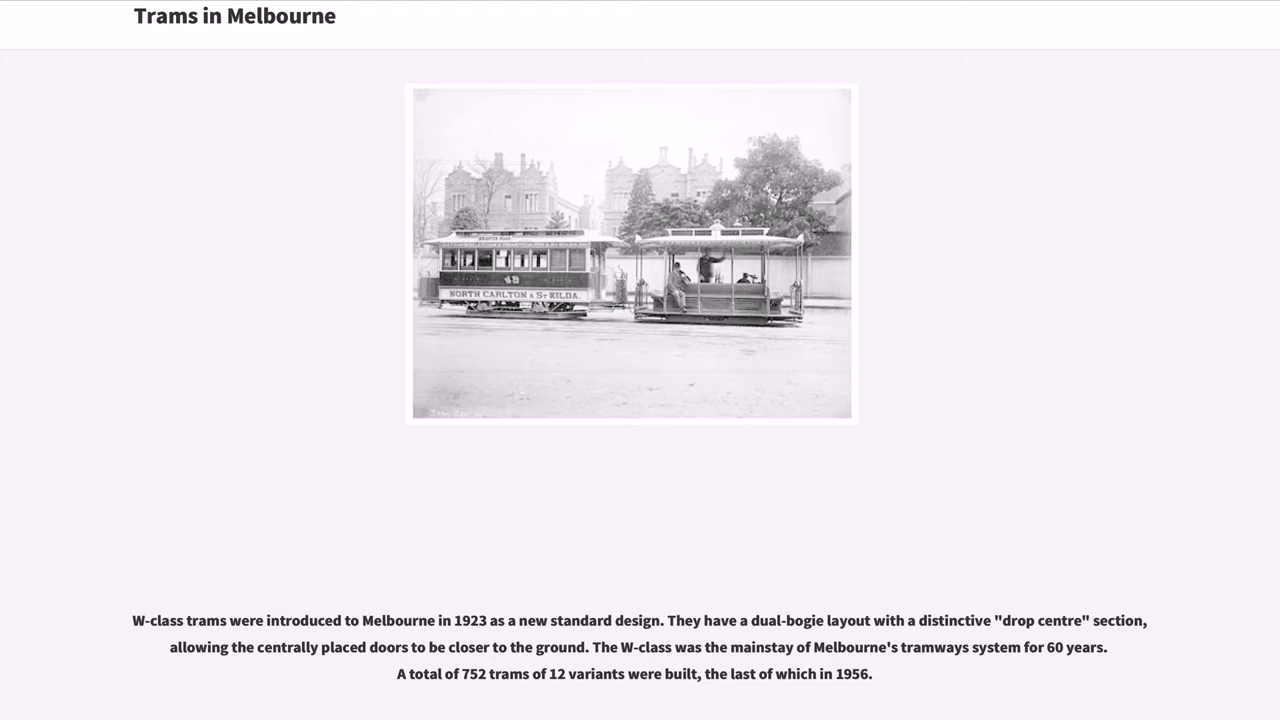 Trams in Melbourne
49
NORTH CARLTON & ST KILDA.
W-class trams were introduced to Melbourne in 1923 as a new standard design. They have a dual-bogie layout with a distinctive "drop centre" section,
allowing the centrally placed doors to be closer to the ground. The W-class was the mainstay of Melbourne's tramways system for 60 years.
A total of 752 trams of 12 variants were built, the last of which in 1956.